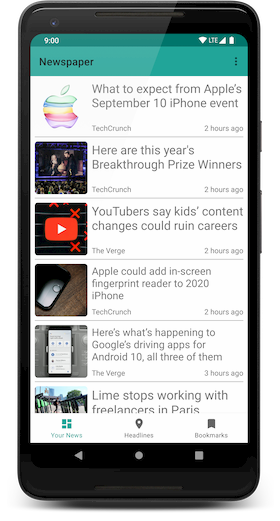 9:00
LTE
Newspaper
What to expect from Apple's
September 10 iPhone event
TechCrunch 2 hours ago
Here are this year's
Breakthrough Prize Winners
TechCrunch 2 hours ago
YouTubers say kids' content
changes could ruin careers
The Verge 2 hours ago
Apple could add in-screen
fingerprint reader to 2020
iPhone
TechCrunch 2 hours ago
Here's what's happening to
Google's driving apps for
Android 10, all three of them
The Verge 3 hours ago
Lime stops working with
freelancers in Paris
Your News Headlines Bookmarks